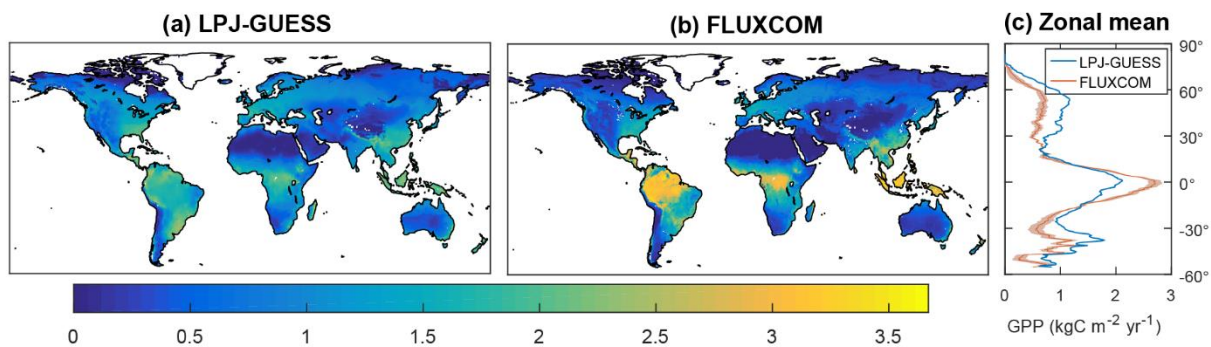 (a) LPJ-GUESS
(b) FLUXCOM
(c) Zonal mean
LPJ-GUESS
FLUXCOM
90°
60°
30°
0°
-30°
-60°
0 1 2 3
GPP (kgC m⁻² yr⁻¹)
0 0.5 1 1.5 2 2.5 3 3.5